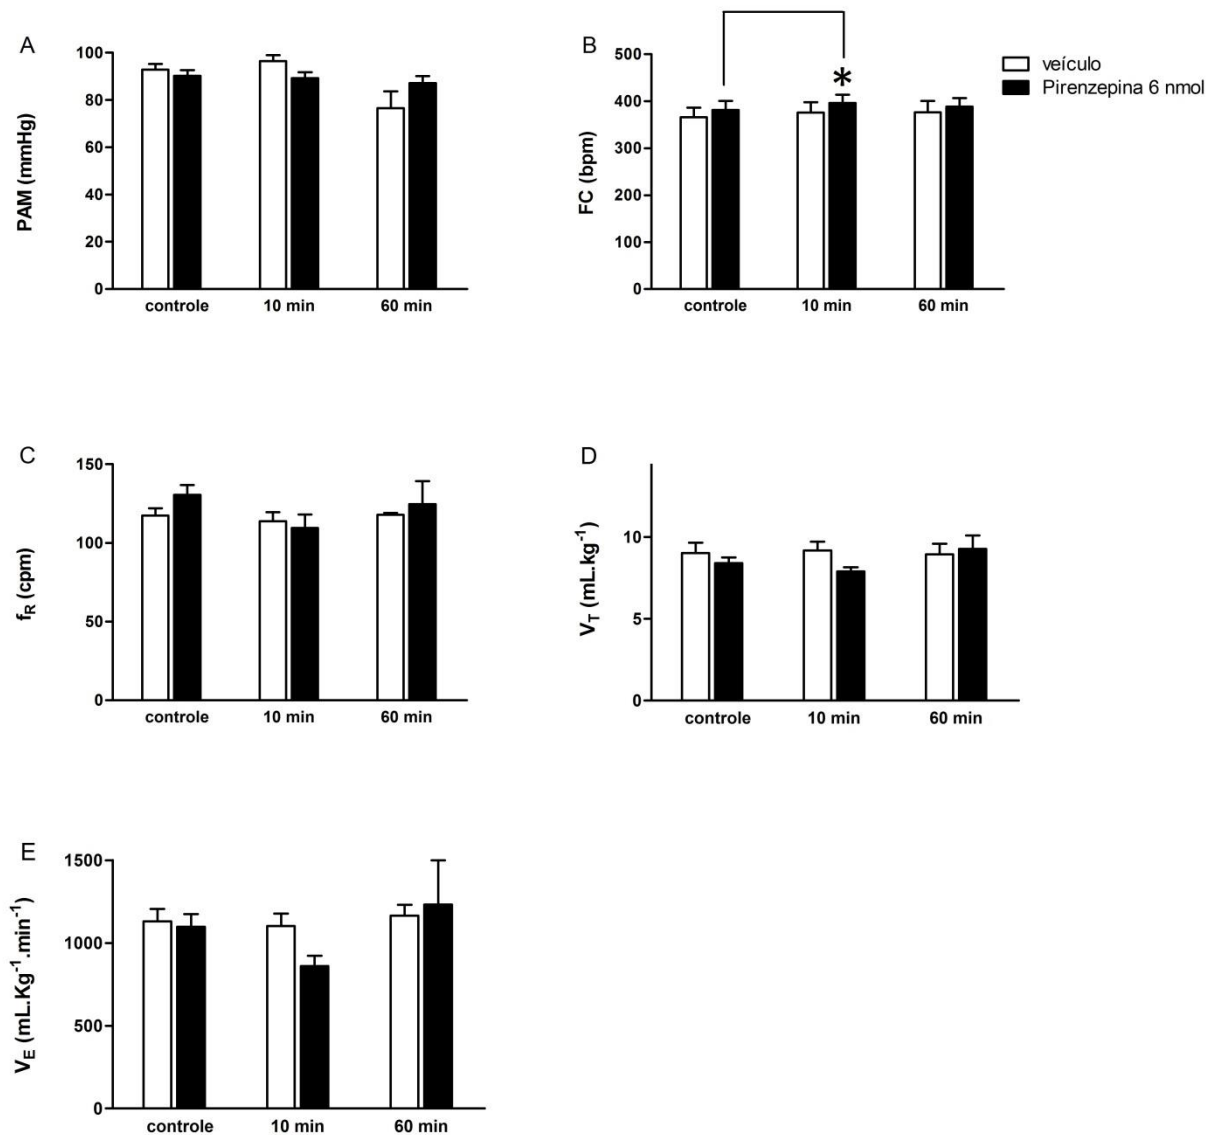 A
PAM (mmHg)
100
80
60
40
20
0
controle 10 min 60 min
B
FC (bpm)
500
400
300
200
100
0
*
controle 10 min 60 min
veículo
Pirenzepina 6 nmol
C
f_R (cpm)
150
100
50
0
controle 10 min 60 min
D
V_T (mL.kg⁻¹)
10
5
0
controle 10 min 60 min
E
V_E (mL.Kg⁻¹.min⁻¹)
1500
1000
500
0
controle 10 min 60 min